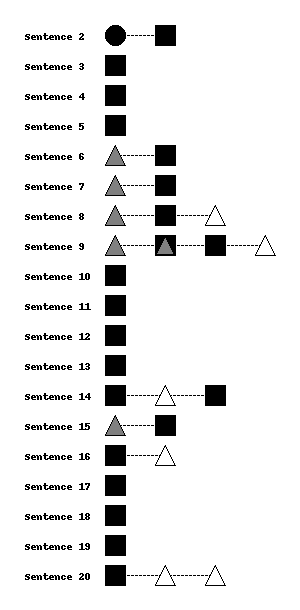 Sentence 2
Sentence 3
Sentence 4
Sentence 5
Sentence 6
Sentence 7
Sentence 8
Sentence 9
Sentence 10
Sentence 11
Sentence 12
Sentence 13
Sentence 14
Sentence 15
Sentence 16
Sentence 17
Sentence 18
Sentence 19
Sentence 20